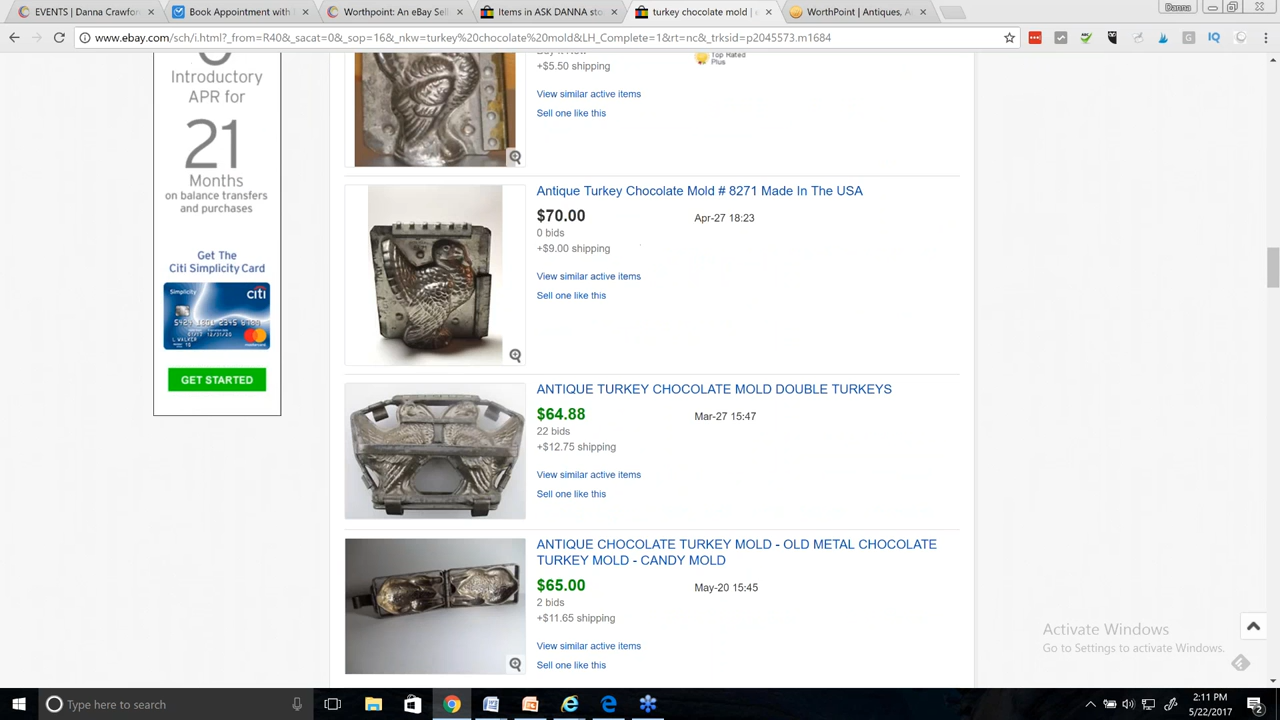 EVENTS | Danna Crawfor
Book Appointment with
Worthpoint: An eBay Sell
Items in ASK DANNA sto
turkey chocolate mold |
WorthPoint | Antiques, A
Danna
www.ebay.com/sch/i.html?_from=R40&_sacat=0&_sop=16&_nkw=turkey%20chocolate%20mold&LH_Complete=1&rt=nc&_trksid=p2045573.m1684
Introductory
APR for
21
Months
on balance transfers
and purchases
Get The
Citi Simplicity Card
Simplicity
citi
L WALKER
GET STARTED
+$5.50 shipping
Top Rated
Plus
View similar active items
Sell one like this
Antique Turkey Chocolate Mold # 8271 Made In The USA
$70.00
Apr-27 18:23
0 bids
+$9.00 shipping
View similar active items
Sell one like this
ANTIQUE TURKEY CHOCOLATE MOLD DOUBLE TURKEYS
$64.88
Mar-27 15:47
22 bids
+$12.75 shipping
View similar active items
Sell one like this
ANTIQUE CHOCOLATE TURKEY MOLD - OLD METAL CHOCOLATE
TURKEY MOLD - CANDY MOLD
$65.00
May-20 15:45
2 bids
+$11.65 shipping
View similar active items
Sell one like this
Activate Windows
Go to Settings to activate Windows.
Type here to search
2:11 PM
5/22/2017